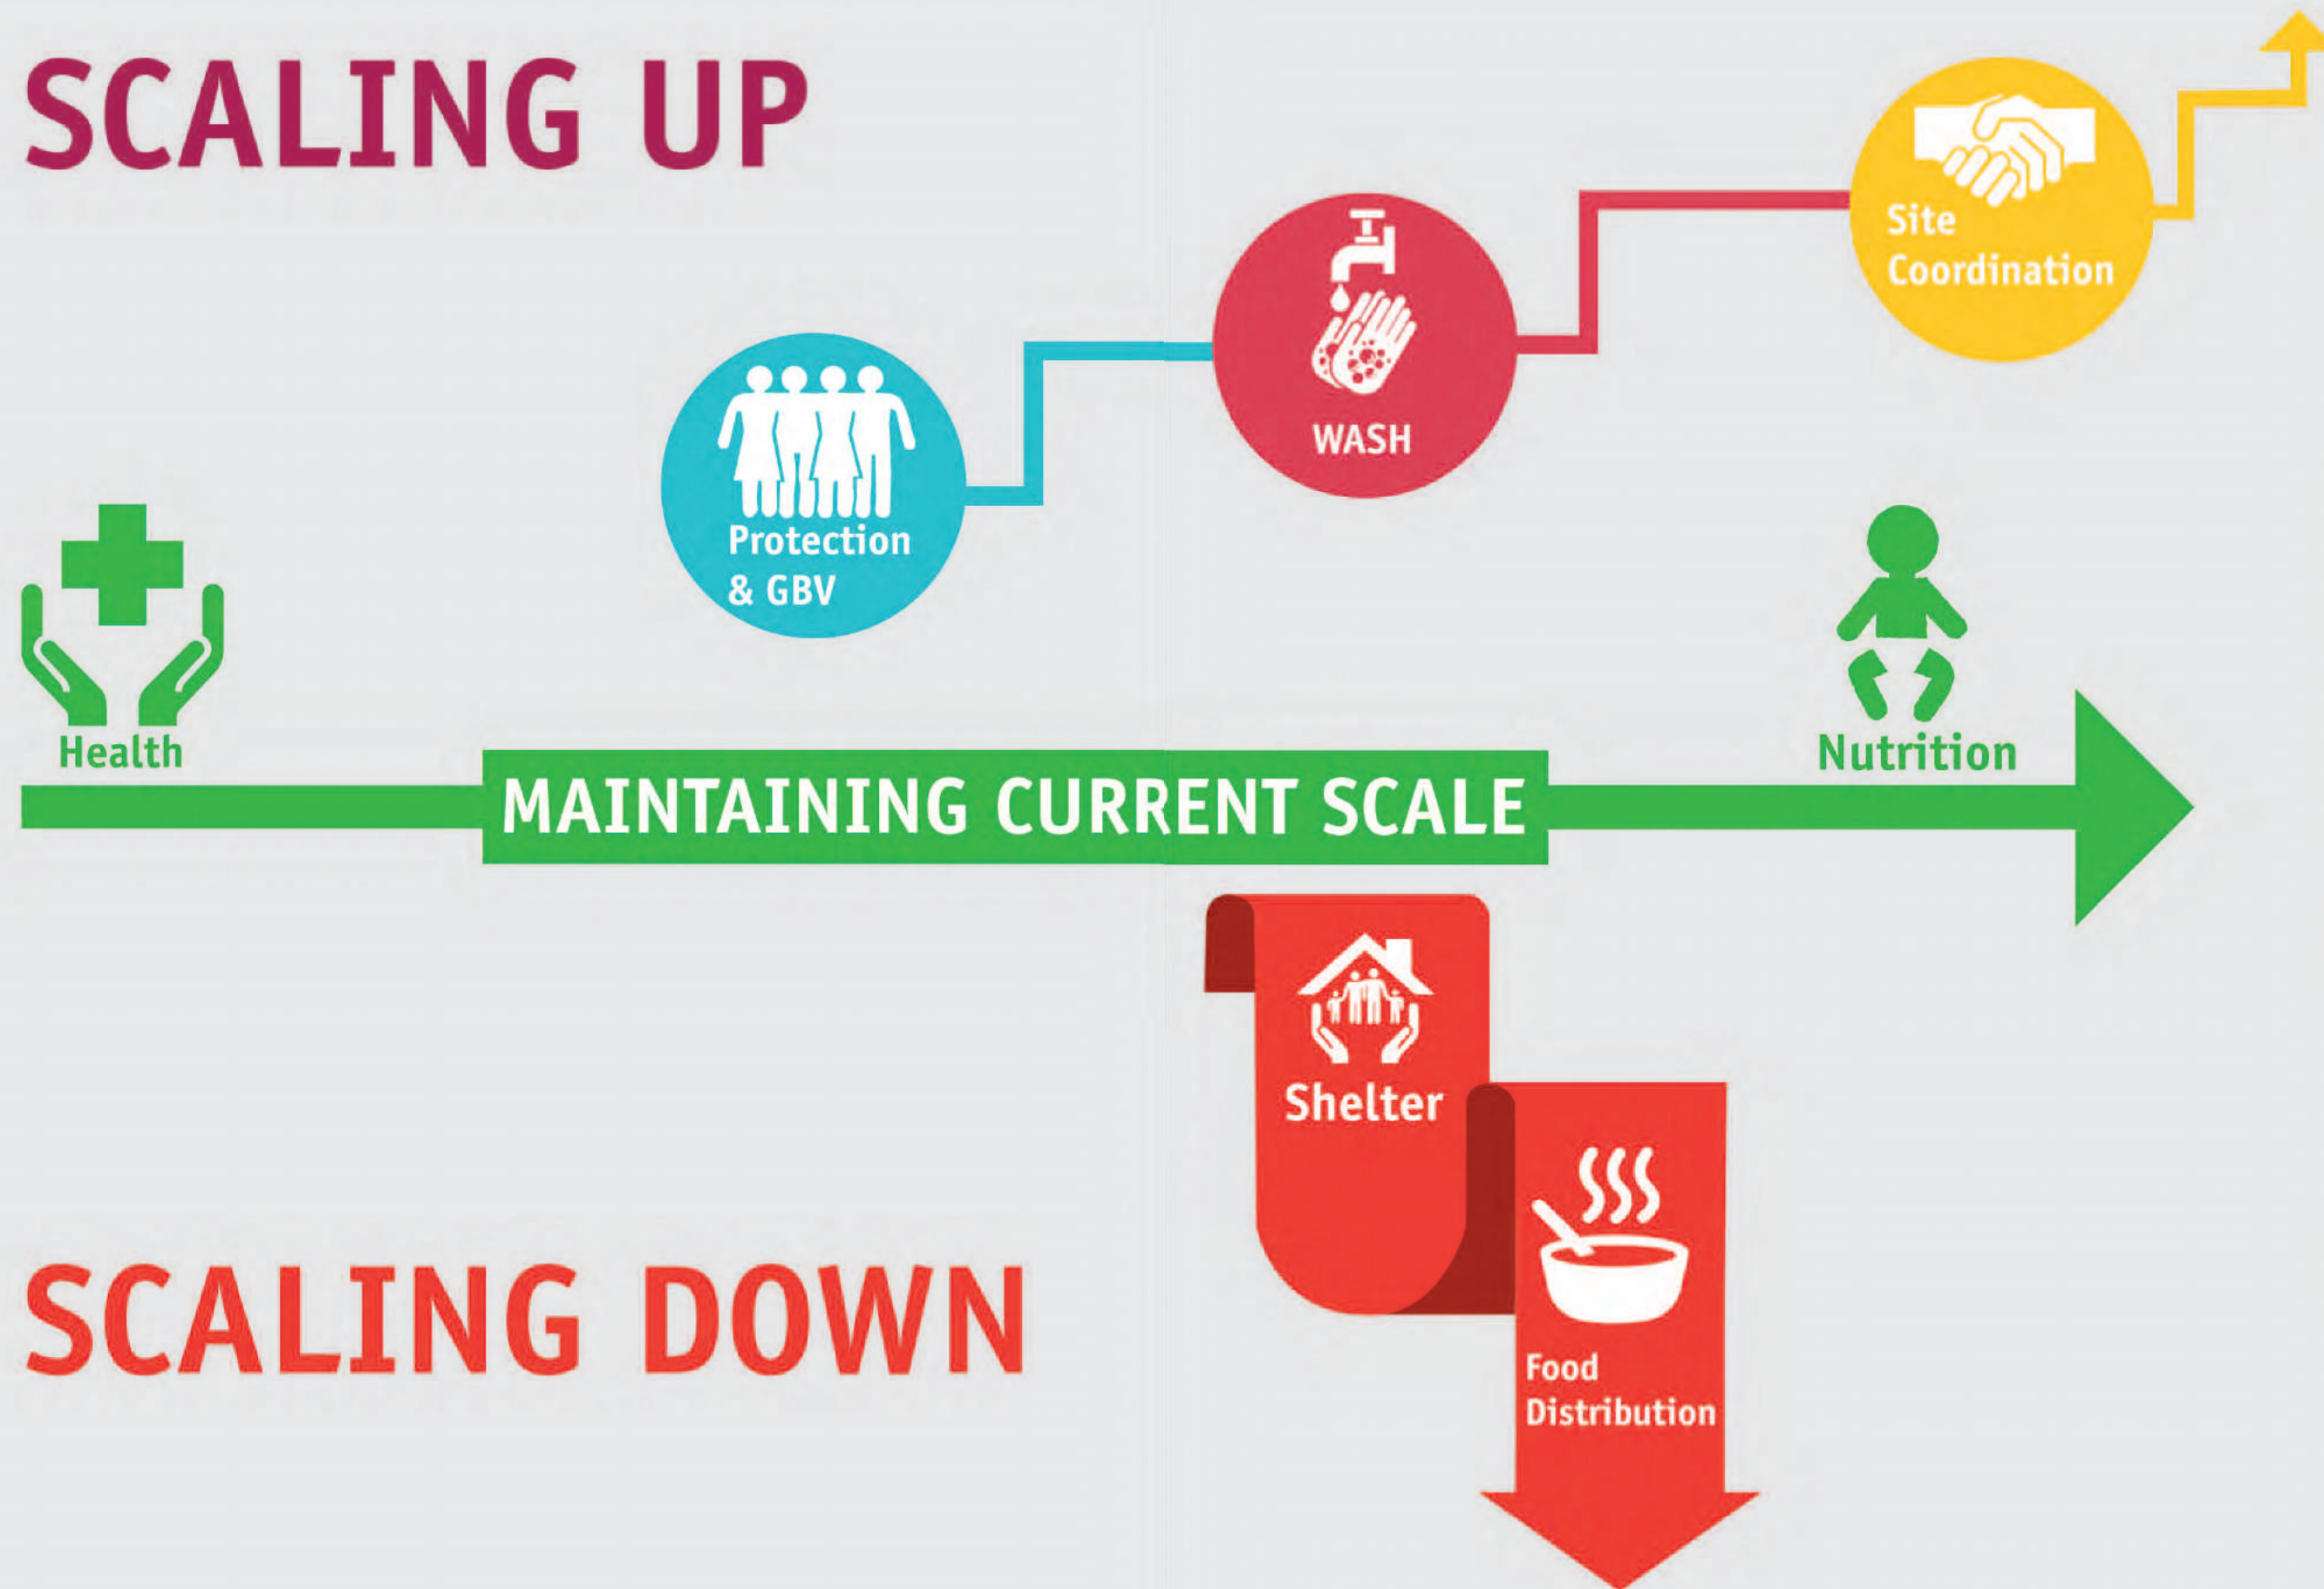 SCALING UP
Site
Coordination
WASH
Protection
& GBV
Health
Nutrition
MAINTAINING CURRENT SCALE
Shelter
SCALING DOWN
Food
Distribution